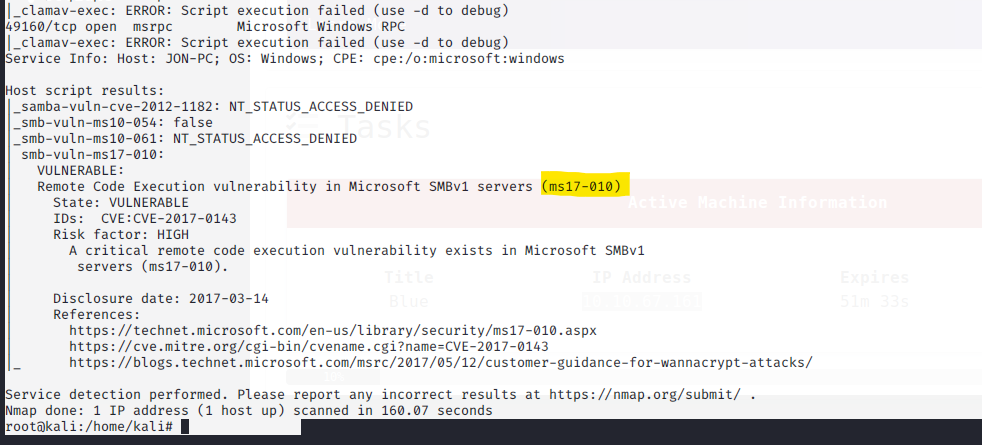 |_clamav-exec: ERROR: Script execution failed (use -d to debug)
49160/tcp open  msrpc        Microsoft Windows RPC
|_clamav-exec: ERROR: Script execution failed (use -d to debug)
Service Info: Host: JON-PC; OS: Windows; CPE: cpe:/o:microsoft:windows
Host script results:
|_samba-vuln-cve-2012-1182: NT_STATUS_ACCESS_DENIED
|_smb-vuln-ms10-054: false
Tasks
|_smb-vuln-ms10-061: NT_STATUS_ACCESS_DENIED
| smb-vuln-ms17-010:
|   VULNERABLE:
|   Remote Code Execution vulnerability in Microsoft SMBv1 servers (ms17-010)
|     State: VULNERABLE
Active Machine Information
|     IDs:  CVE:CVE-2017-0143
|     Risk factor: HIGH
|       A critical remote code execution vulnerability exists in Microsoft SMBv1
|        servers (ms17-010).
Title IP Address Expires
|     Disclosure date: 2017-03-14
Blue 51m 33s
|     References:
|       https://technet.microsoft.com/en-us/library/security/ms17-010.aspx
|       https://cve.mitre.org/cgi-bin/cvename.cgi?name=CVE-2017-0143
|_      https://blogs.technet.microsoft.com/msrc/2017/05/12/customer-guidance-for-wannacrypt-attacks/
Service detection performed. Please report any incorrect results at https://nmap.org/submit/ .
Nmap done: 1 IP address (1 host up) scanned in 160.07 seconds
root@kali:/home/kali#